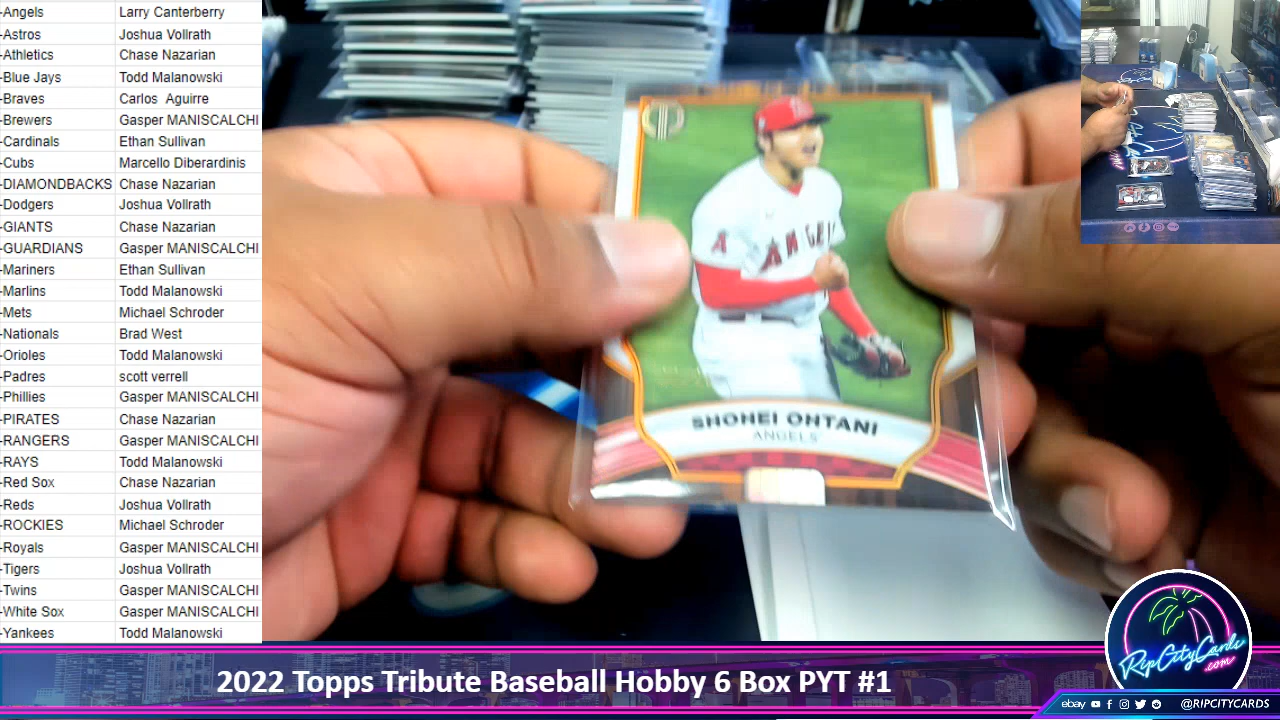 -Angels Larry Canterberry
-Astros Joshua Vollrath
-Athletics Chase Nazarian
-Blue Jays Todd Malanowski
-Braves Carlos Aguirre
-Brewers Gasper MANISCALCHI
-Cardinals Ethan Sullivan
-Cubs Marcello Diberardinis
-DIAMONDBACKS Chase Nazarian
-Dodgers Joshua Vollrath
-GIANTS Chase Nazarian
-GUARDIANS Gasper MANISCALCHI
-Mariners Ethan Sullivan
-Marlins Todd Malanowski
-Mets Michael Schroder
-Nationals Brad West
-Orioles Todd Malanowski
-Padres scott verrell
-Phillies Gasper MANISCALCHI
-PIRATES Chase Nazarian
-RANGERS Gasper MANISCALCHI
-RAYS Todd Malanowski
-Red Sox Chase Nazarian
-Reds Joshua Vollrath
-ROCKIES Michael Schroder
-Royals Gasper MANISCALCHI
-Tigers Joshua Vollrath
-Twins Gasper MANISCALCHI
-White Sox Gasper MANISCALCHI
-Yankees Todd Malanowski
A ANGELS
SHOHEI OHTANI
ANGELS
2022 Topps Tribute Baseball Hobby 6 Box PYT #1
RipCityCards
.com
ebay @RIPCITYCARDS